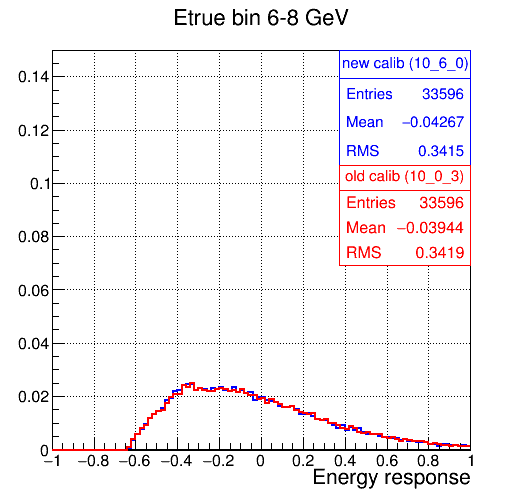 Etrue bin 6-8 GeV
new calib (10_6_0)
Entries 33596
Mean −0.04267
RMS 0.3415
old calib (10_0_3)
Entries 33596
Mean −0.03944
RMS 0.3419
0.14
0.12
0.1
0.08
0.06
0.04
0.02
0
−1 −0.8 −0.6 −0.4 −0.2 0 0.2 0.4 0.6 0.8 1
Energy response